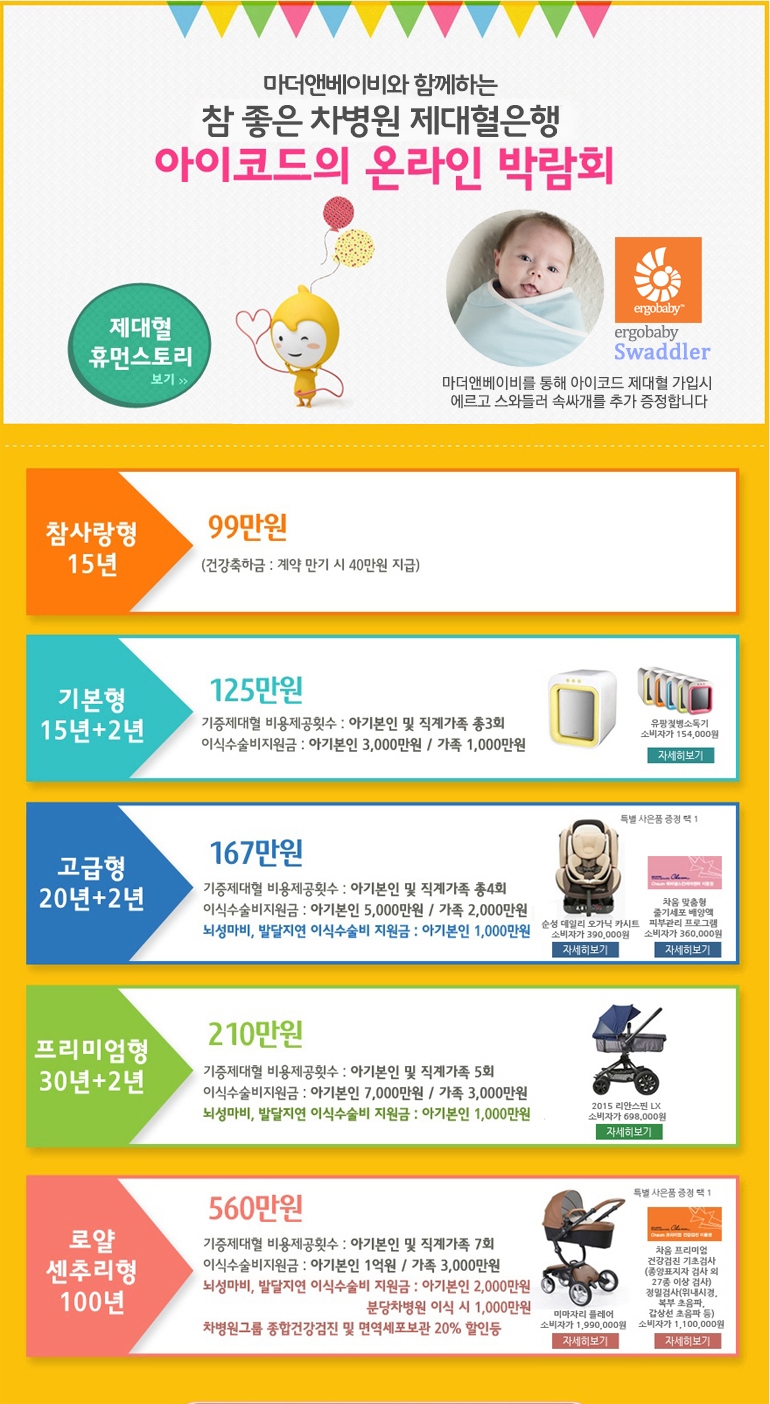 마더앤베이비와 함께하는
참 좋은 차병원 제대혈은행
아이코드의 온라인 박람회
제대혈
휴먼스토리
보기 >>
ergobaby™
ergobaby
Swaddler
마더앤베이비를 통해 아이코드 제대혈 가입시
에르고 스와들러 속싸개를 추가 증정합니다
참사랑형
15년
99만원
(건강축하금 : 계약 만기 시 40만원 지급)
기본형
15년+2년
125만원
기증제대혈 비용제공횟수 : 아기본인 및 직계가족 총3회
이식수술비지원금 : 아기본인 3,000만원 / 가족 1,000만원
유팡젖병소독기
소비자가 154,000원
자세히보기
고급형
20년+2년
167만원
기증제대혈 비용제공횟수 : 아기본인 및 직계가족 총4회
이식수술비지원금 : 아기본인 5,000만원 / 가족 2,000만원
뇌성마비, 발달지연 이식수술비 지원금 : 아기본인 1,000만원
특별 사은품 증정 택 1
순성 데일리 오가닉 카시트
소비자가 390,000원
자세히보기
차움 맞춤형
줄기세포 배양액
피부관리 프로그램
소비자가 360,000원
자세히보기
프리미엄형
30년+2년
210만원
기증제대혈 비용제공횟수 : 아기본인 및 직계가족 5회
이식수술비지원금 : 아기본인 7,000만원 / 가족 3,000만원
뇌성마비, 발달지연 이식수술비 지원금 : 아기본인 1,000만원
2015 리안스핀 LX
소비자가 698,000원
자세히보기
로얄
센추리형
100년
560만원
기증제대혈 비용제공횟수 : 아기본인 및 직계가족 7회
이식수술비지원금 : 아기본인 1억원 / 가족 3,000만원
뇌성마비, 발달지연 이식수술비 지원금 : 아기본인 2,000만원
분당차병원 이식 시 1,000만원
차병원그룹 종합건강검진 및 면역세포보관 20% 할인등
특별 사은품 증정 택 1
미마자리 플레어
소비자가 1,990,000원
자세히보기
차움 프리미엄
건강검진 기초검사
(종양표지자 검사 외
27종 이상 검사)
정밀검사(위내시경,
복부 초음파,
갑상선 초음파 등)
소비자가 1,100,000원
자세히보기